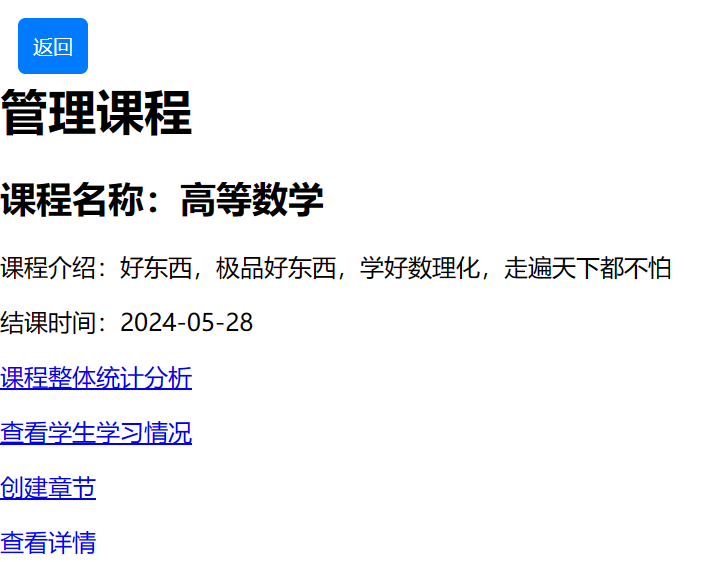 返回
管理课程
课程名称：高等数学
课程介绍：好东西，极品好东西，学好数理化，走遍天下都不怕
结课时间：2024-05-28
课程整体统计分析
查看学生学习情况
创建章节
查看详情